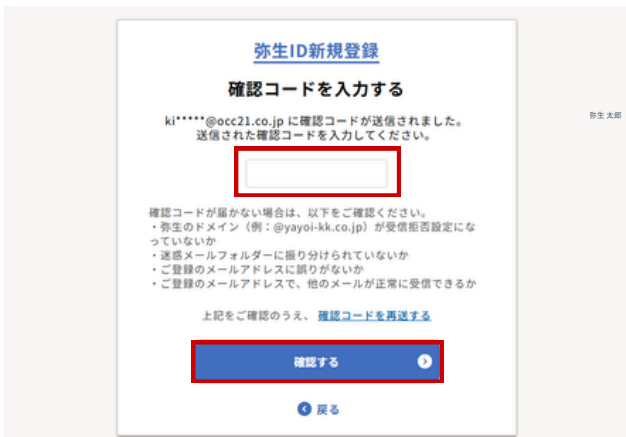 弥生ID新規登録
確認コードを入力する
ki*****@occ21.co.jp に確認コードが送信されました。
送信された確認コードを入力してください。
弥生 太郎
確認コードが届かない場合は、以下をご確認ください。
・弥生のドメイン（例：@yayoi-kk.co.jp）が受信拒否設定にな
っていないか
・迷惑メールフォルダーに振り分けられていないか
・ご登録のメールアドレスに誤りがないか
・ご登録のメールアドレスで、他のメールが正常に受信できるか
上記をご確認のうえ、 確認コードを再送する
確認する
戻る